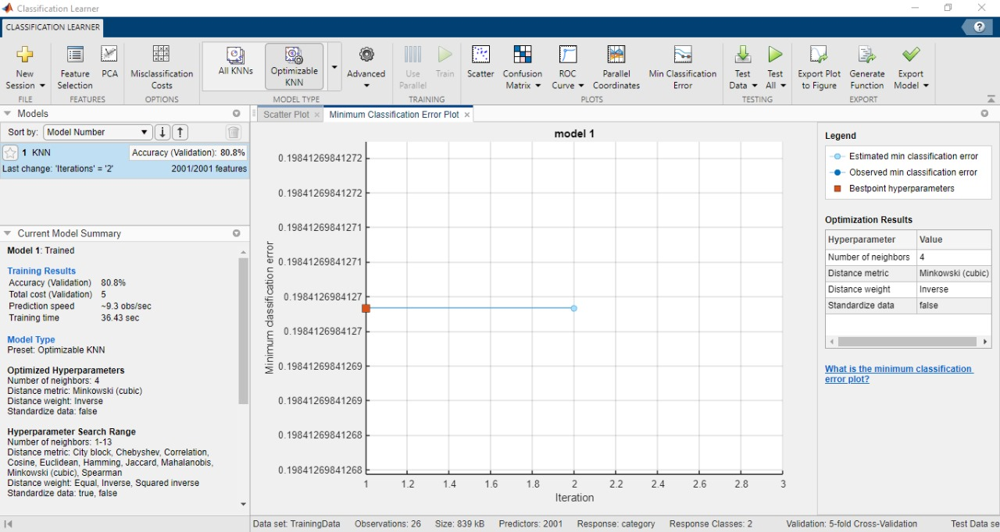 Classification Learner
CLASSIFICATION LEARNER
?
New Session
Feature Selection
PCA
Misclassification Costs
All KNNs
Optimizable KNN
Advanced
Use Parallel
Train
Scatter
Confusion Matrix
ROC Curve
Parallel Coordinates
Min Classification Error
Test Data
Test All
Export Plot to Figure
Generate Function
Export Model
FILE
FEATURES
OPTIONS
MODEL TYPE
TRAINING
PLOTS
TESTING
EXPORT
Models
Sort by: Model Number
1 KNN Accuracy (Validation): 80.8%
Last change: 'Iterations' = '2' 2001/2001 features
Current Model Summary
Model 1: Trained
Training Results
Accuracy (Validation) 80.8%
Total cost (Validation) 5
Prediction speed ~9.3 obs/sec
Training time 36.43 sec
Model Type
Preset: Optimizable KNN
Optimized Hyperparameters
Number of neighbors: 4
Distance metric: Minkowski (cubic)
Distance weight: Inverse
Standardize data: false
Hyperparameter Search Range
Number of neighbors: 1-13
Distance metric: City block, Chebyshev, Correlation,
Cosine, Euclidean, Hamming, Jaccard, Mahalanobis,
Minkowski (cubic), Spearman
Distance weight: Equal, Inverse, Squared inverse
Standardize data: true, false
Scatter Plot
Minimum Classification Error Plot
model 1
Minimum classification error
0.19841269841272
0.19841269841272
0.19841269841271
0.19841269841271
0.1984126984127
0.1984126984127
0.19841269841269
0.19841269841269
0.19841269841268
0.19841269841268
1 1.2 1.4 1.6 1.8 2 2.2 2.4 2.6 2.8 3
Iteration
Legend
Estimated min classification error
Observed min classification error
Bestpoint hyperparameters
Optimization Results
Hyperparameter Value
Number of neighbors 4
Distance metric Minkowski (cubic)
Distance weight Inverse
Standardize data false
What is the minimum classification
error plot?
Data set: TrainingData Observations: 26 Size: 839 kB Predictors: 2001 Response: category Response Classes: 2 Validation: 5-fold Cross-Validation Test Data se